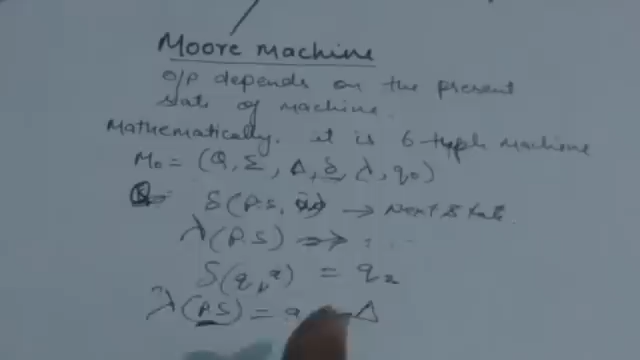 Moore machine
o/p depends on the present
state of machine.
Mathematically, it is 6-tuple machine
Mo = (Q, Σ, Δ, δ, λ, q0)
δ(P.S, → Next State.
λ(P.S) →
δ(q, a) = q2
λ(P.S) = a Δ